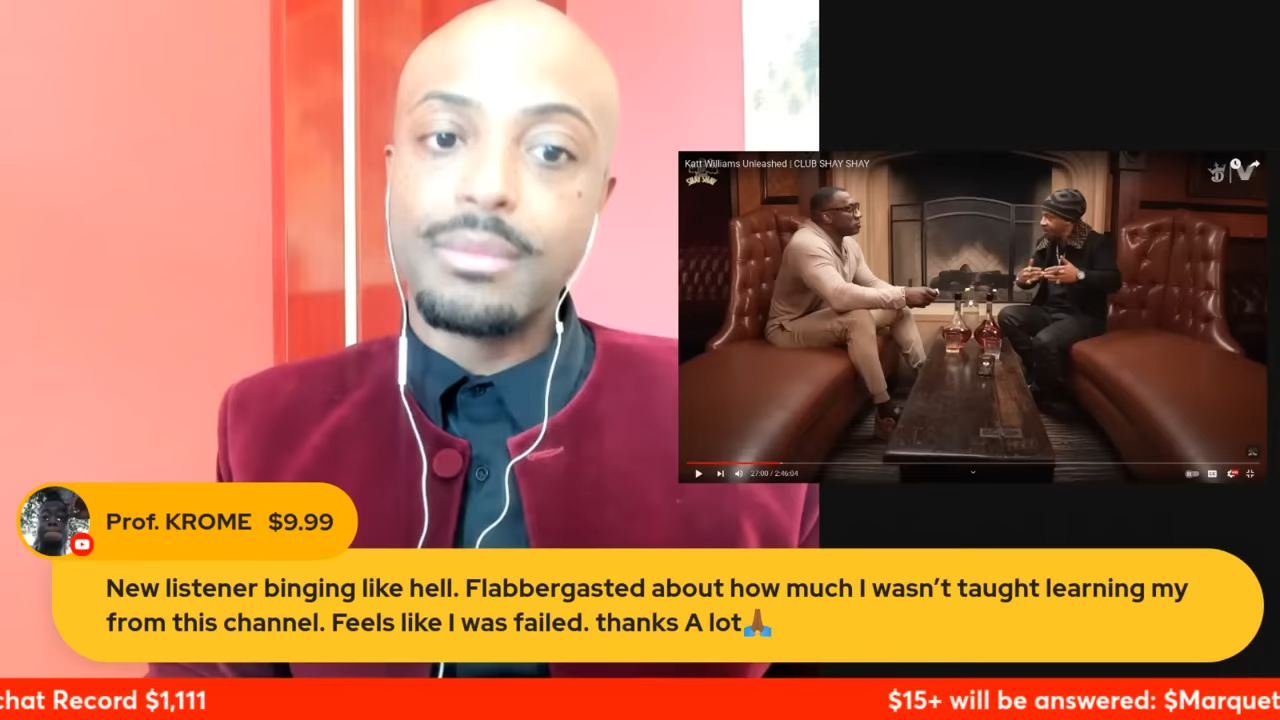 Katt Williams Unleashed | CLUB SHAY SHAY
SHAY SHAY
27:00 / 2:46:04
Prof. KROME $9.99
New listener binging like hell. Flabbergasted about how much I wasn’t taught learning my
from this channel. Feels like I was failed. thanks A lot🙏🏾
chat Record $1,111
$15+ will be answered: $Marquet